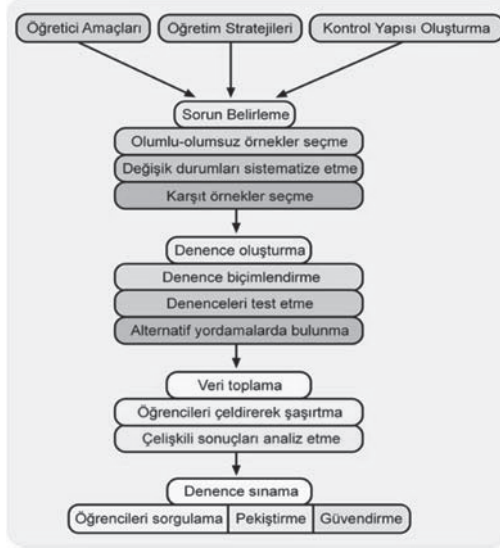 Öğretici Amaçları
Öğretim Stratejileri
Kontrol Yapısı Oluşturma
Sorun Belirleme
Olumlu-olumsuz örnekler seçme
Değişik durumları sistematize etme
Karşıt örnekler seçme
Denence oluşturma
Denence biçimlendirme
Denenceleri test etme
Alternatif yordamalarda bulunma
Veri toplama
Öğrencileri çeldirerek şaşırtma
Çelişkili sonuçları analiz etme
Denence sınama
Öğrencileri sorgulama
Pekiştirme
Güvendirme